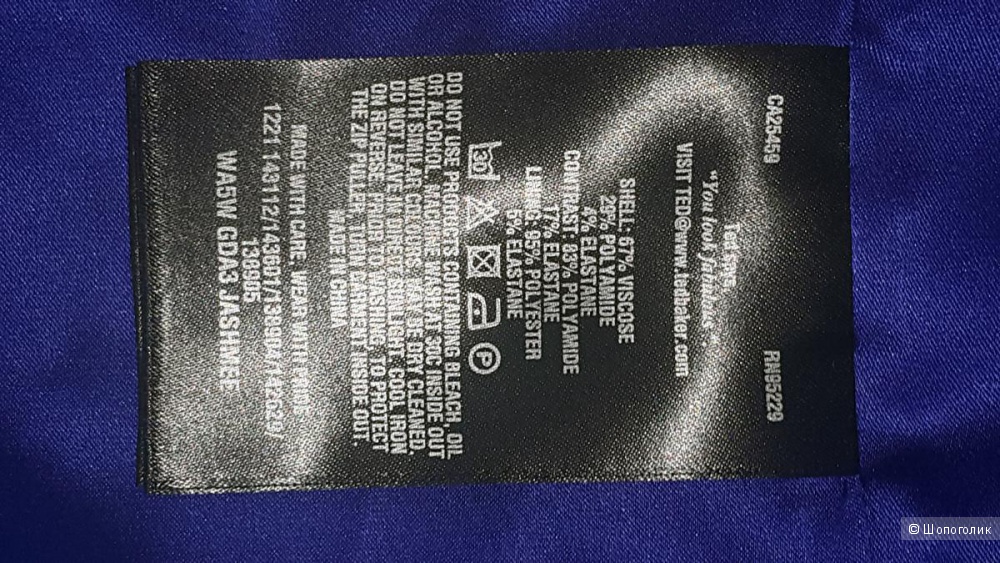 CA25459 RN95229
Ted Says,
"You look fabulous"
VISIT TED@www.tedbaker.com
SHELL: 67% VISCOSE
29% POLYAMIDE
4% ELASTANE
CONTRAST: 83% POLYAMIDE
17% ELASTANE
LINING: 95% POLYESTER
5% ELASTANE
30
P
DO NOT USE PRODUCTS CONTAINING BLEACH, OIL
OR ALCOHOL. MACHINE WASH AT 30C INSIDE OUT
WITH SIMILAR COLOURS. MAY BE DRY CLEANED.
DO NOT LEAVE IN DIRECT SUNLIGHT. COOL IRON
ON REVERSE. PRIOR TO WASHING, TO PROTECT
THE ZIP PULLER, TURN GARMENT INSIDE OUT.
MADE IN CHINA
MADE WITH CARE, WEAR WITH PRIDE
WA5W GDA3 JASHMEE
© Шопоголик